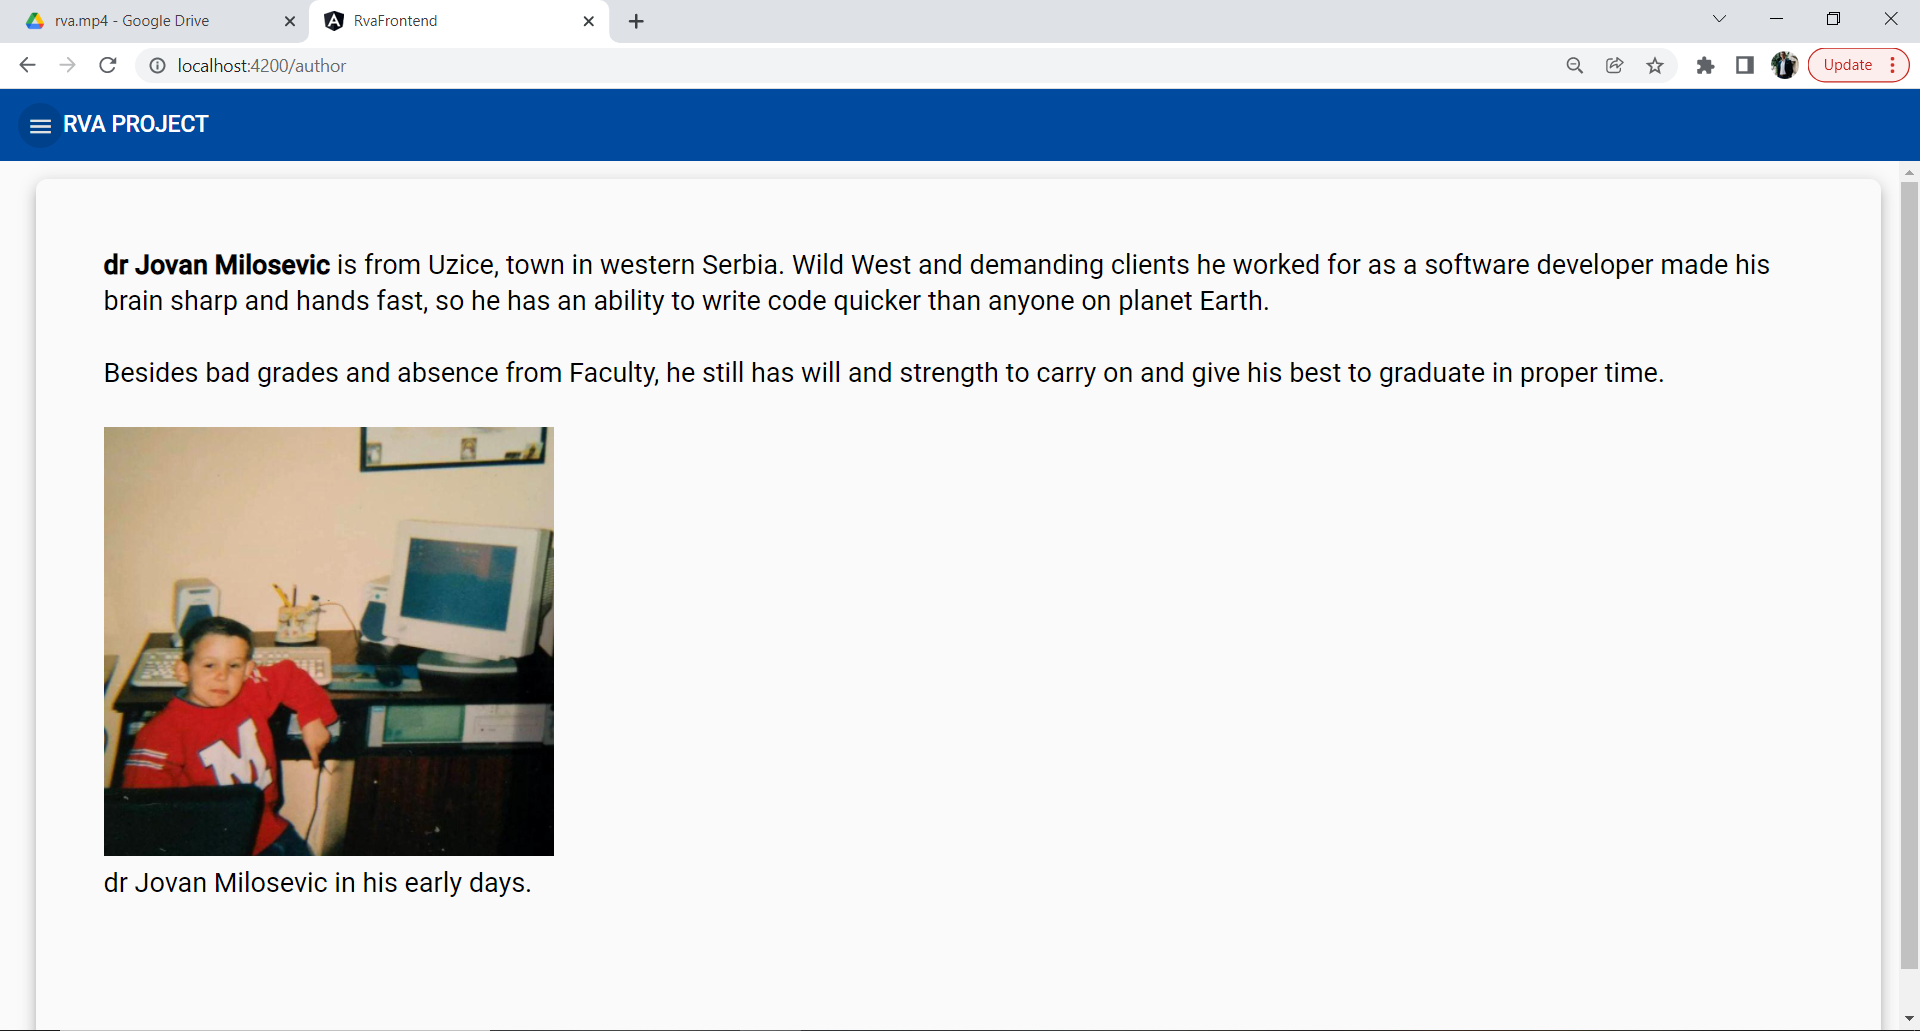 rva.mp4 - Google Drive
RvaFrontend
localhost:4200/author
Update
RVA PROJECT
dr Jovan Milosevic is from Uzice, town in western Serbia. Wild West and demanding clients he worked for as a software developer made his
brain sharp and hands fast, so he has an ability to write code quicker than anyone on planet Earth.
Besides bad grades and absence from Faculty, he still has will and strength to carry on and give his best to graduate in proper time.
M
dr Jovan Milosevic in his early days.